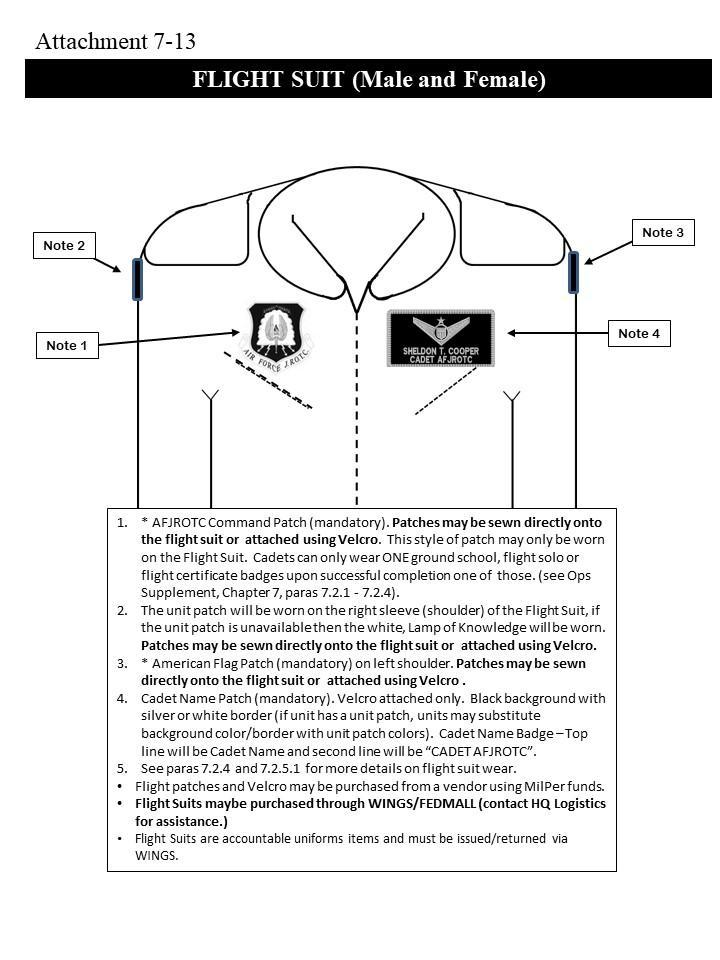 Attachment 7-13
FLIGHT SUIT (Male and Female)
Note 2
Note 3
Note 1
Note 4
AIR FORCE J.R.O.T.C.
SHELDON T. COOPER
CADET AFJROTC
1. * AFJROTC Command Patch (mandatory). Patches may be sewn directly onto
the flight suit or attached using Velcro. This style of patch may only be worn
on the Flight Suit. Cadets can only wear ONE ground school, flight solo or
flight certificate badges upon successful completion one of those. (see Ops
Supplement, Chapter 7, paras 7.2.1 - 7.2.4).
2. The unit patch will be worn on the right sleeve (shoulder) of the Flight Suit, if
the unit patch is unavailable then the white, Lamp of Knowledge will be worn.
Patches may be sewn directly onto the flight suit or attached using Velcro.
3. * American Flag Patch (mandatory) on left shoulder. Patches may be sewn
directly onto the flight suit or attached using Velcro .
4. Cadet Name Patch (mandatory). Velcro attached only. Black background with
silver or white border (if unit has a unit patch, units may substitute
background color/border with unit patch colors). Cadet Name Badge – Top
line will be Cadet Name and second line will be “CADET AFJROTC”.
5. See paras 7.2.4 and 7.2.5.1 for more details on flight suit wear.
• Flight patches and Velcro may be purchased from a vendor using MilPer funds.
• Flight Suits maybe purchased through WINGS/FEDMALL (contact HQ Logistics
for assistance.)
• Flight Suits are accountable uniforms items and must be issued/returned via
WINGS.